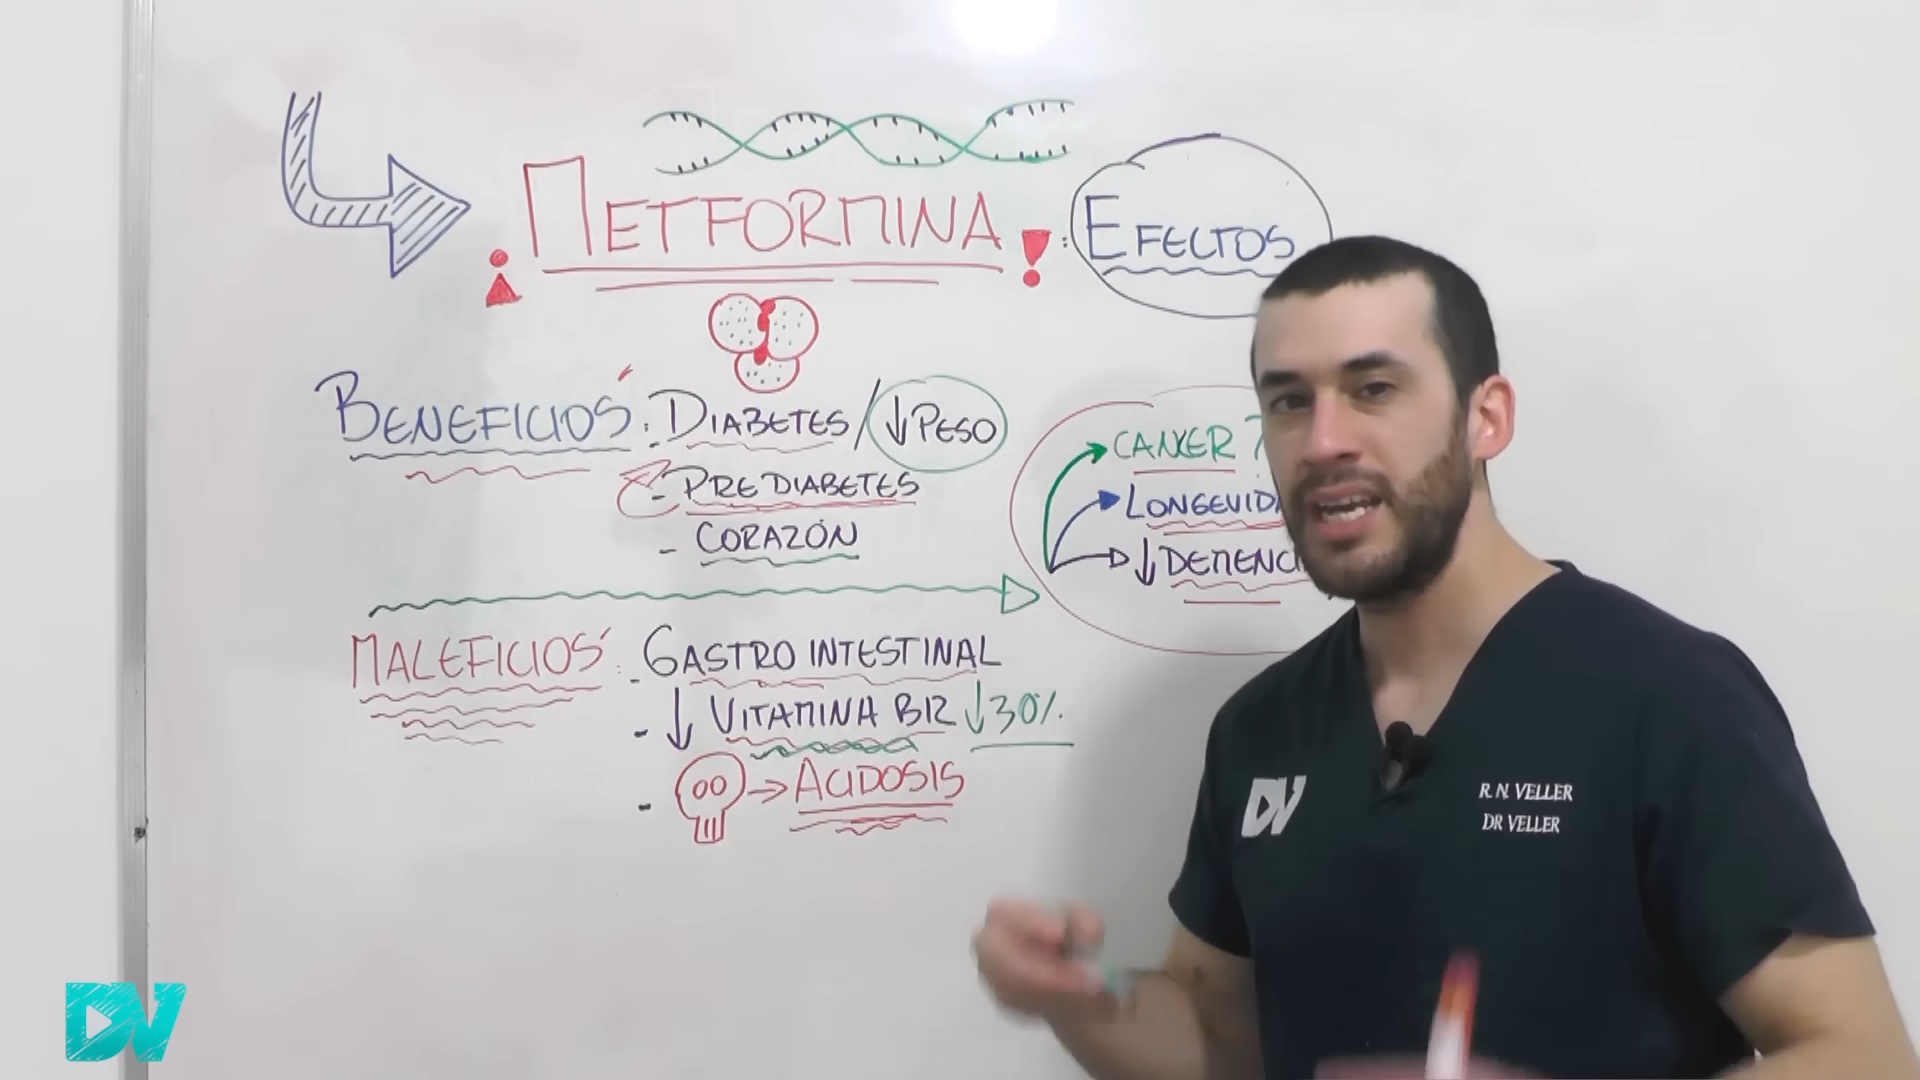 ¡METFORMINA!: EFECTOS
BENEFICIOS: DIABETES / ↓ PESO
- PREDIABETES
- CORAZÓN
CANCER ?
LONGEVID
↓ DEMENCI
MALEFICIOS: - GASTROINTESTINAL
- ↓ VITAMINA B12 ↓30%
- → ACIDOSIS
DV
R. N. VELLER
DR VELLER
DV